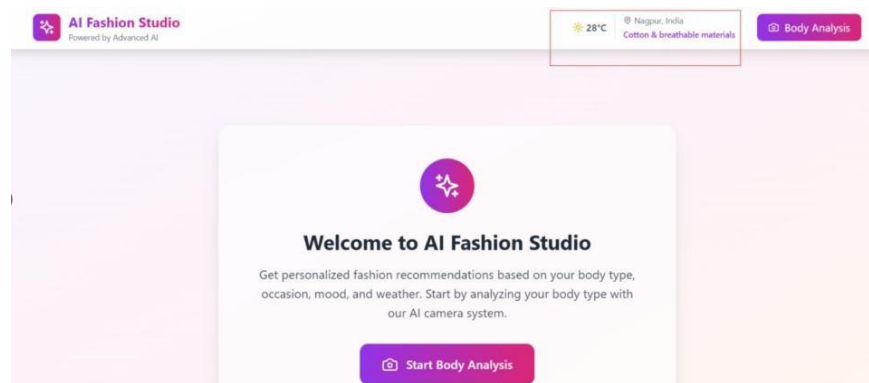 AI Fashion Studio
Powered by Advanced AI
28°C
Nagpur, India
Cotton & breathable materials
Body Analysis
Welcome to AI Fashion Studio
Get personalized fashion recommendations based on your body type,
occasion, mood, and weather. Start by analyzing your body type with
our AI camera system.
Start Body Analysis